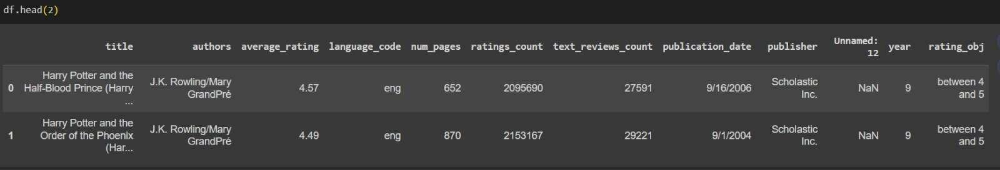 df.head(2)
title authors average_rating language_code num_pages ratings_count text_reviews_count publication_date publisher Unnamed: 12 year rating_obj
0 Harry Potter and the Half-Blood Prince (Harry ... J.K. Rowling/Mary GrandPré 4.57 eng 652 2095690 27591 9/16/2006 Scholastic Inc. NaN 9 between 4 and 5
1 Harry Potter and the Order of the Phoenix (Har... J.K. Rowling/Mary GrandPré 4.49 eng 870 2153167 29221 9/1/2004 Scholastic Inc. NaN 9 between 4 and 5